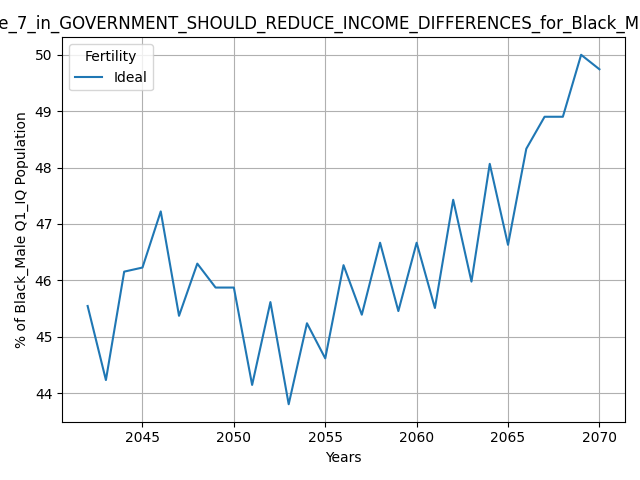 e_7_in_GOVERNMENT_SHOULD_REDUCE_INCOME_DIFFERENCES_for_Black_M
Fertility
Ideal
% of Black_Male Q1_IQ Population
50
49
48
47
46
45
44
2045 2050 2055 2060 2065 2070
Years